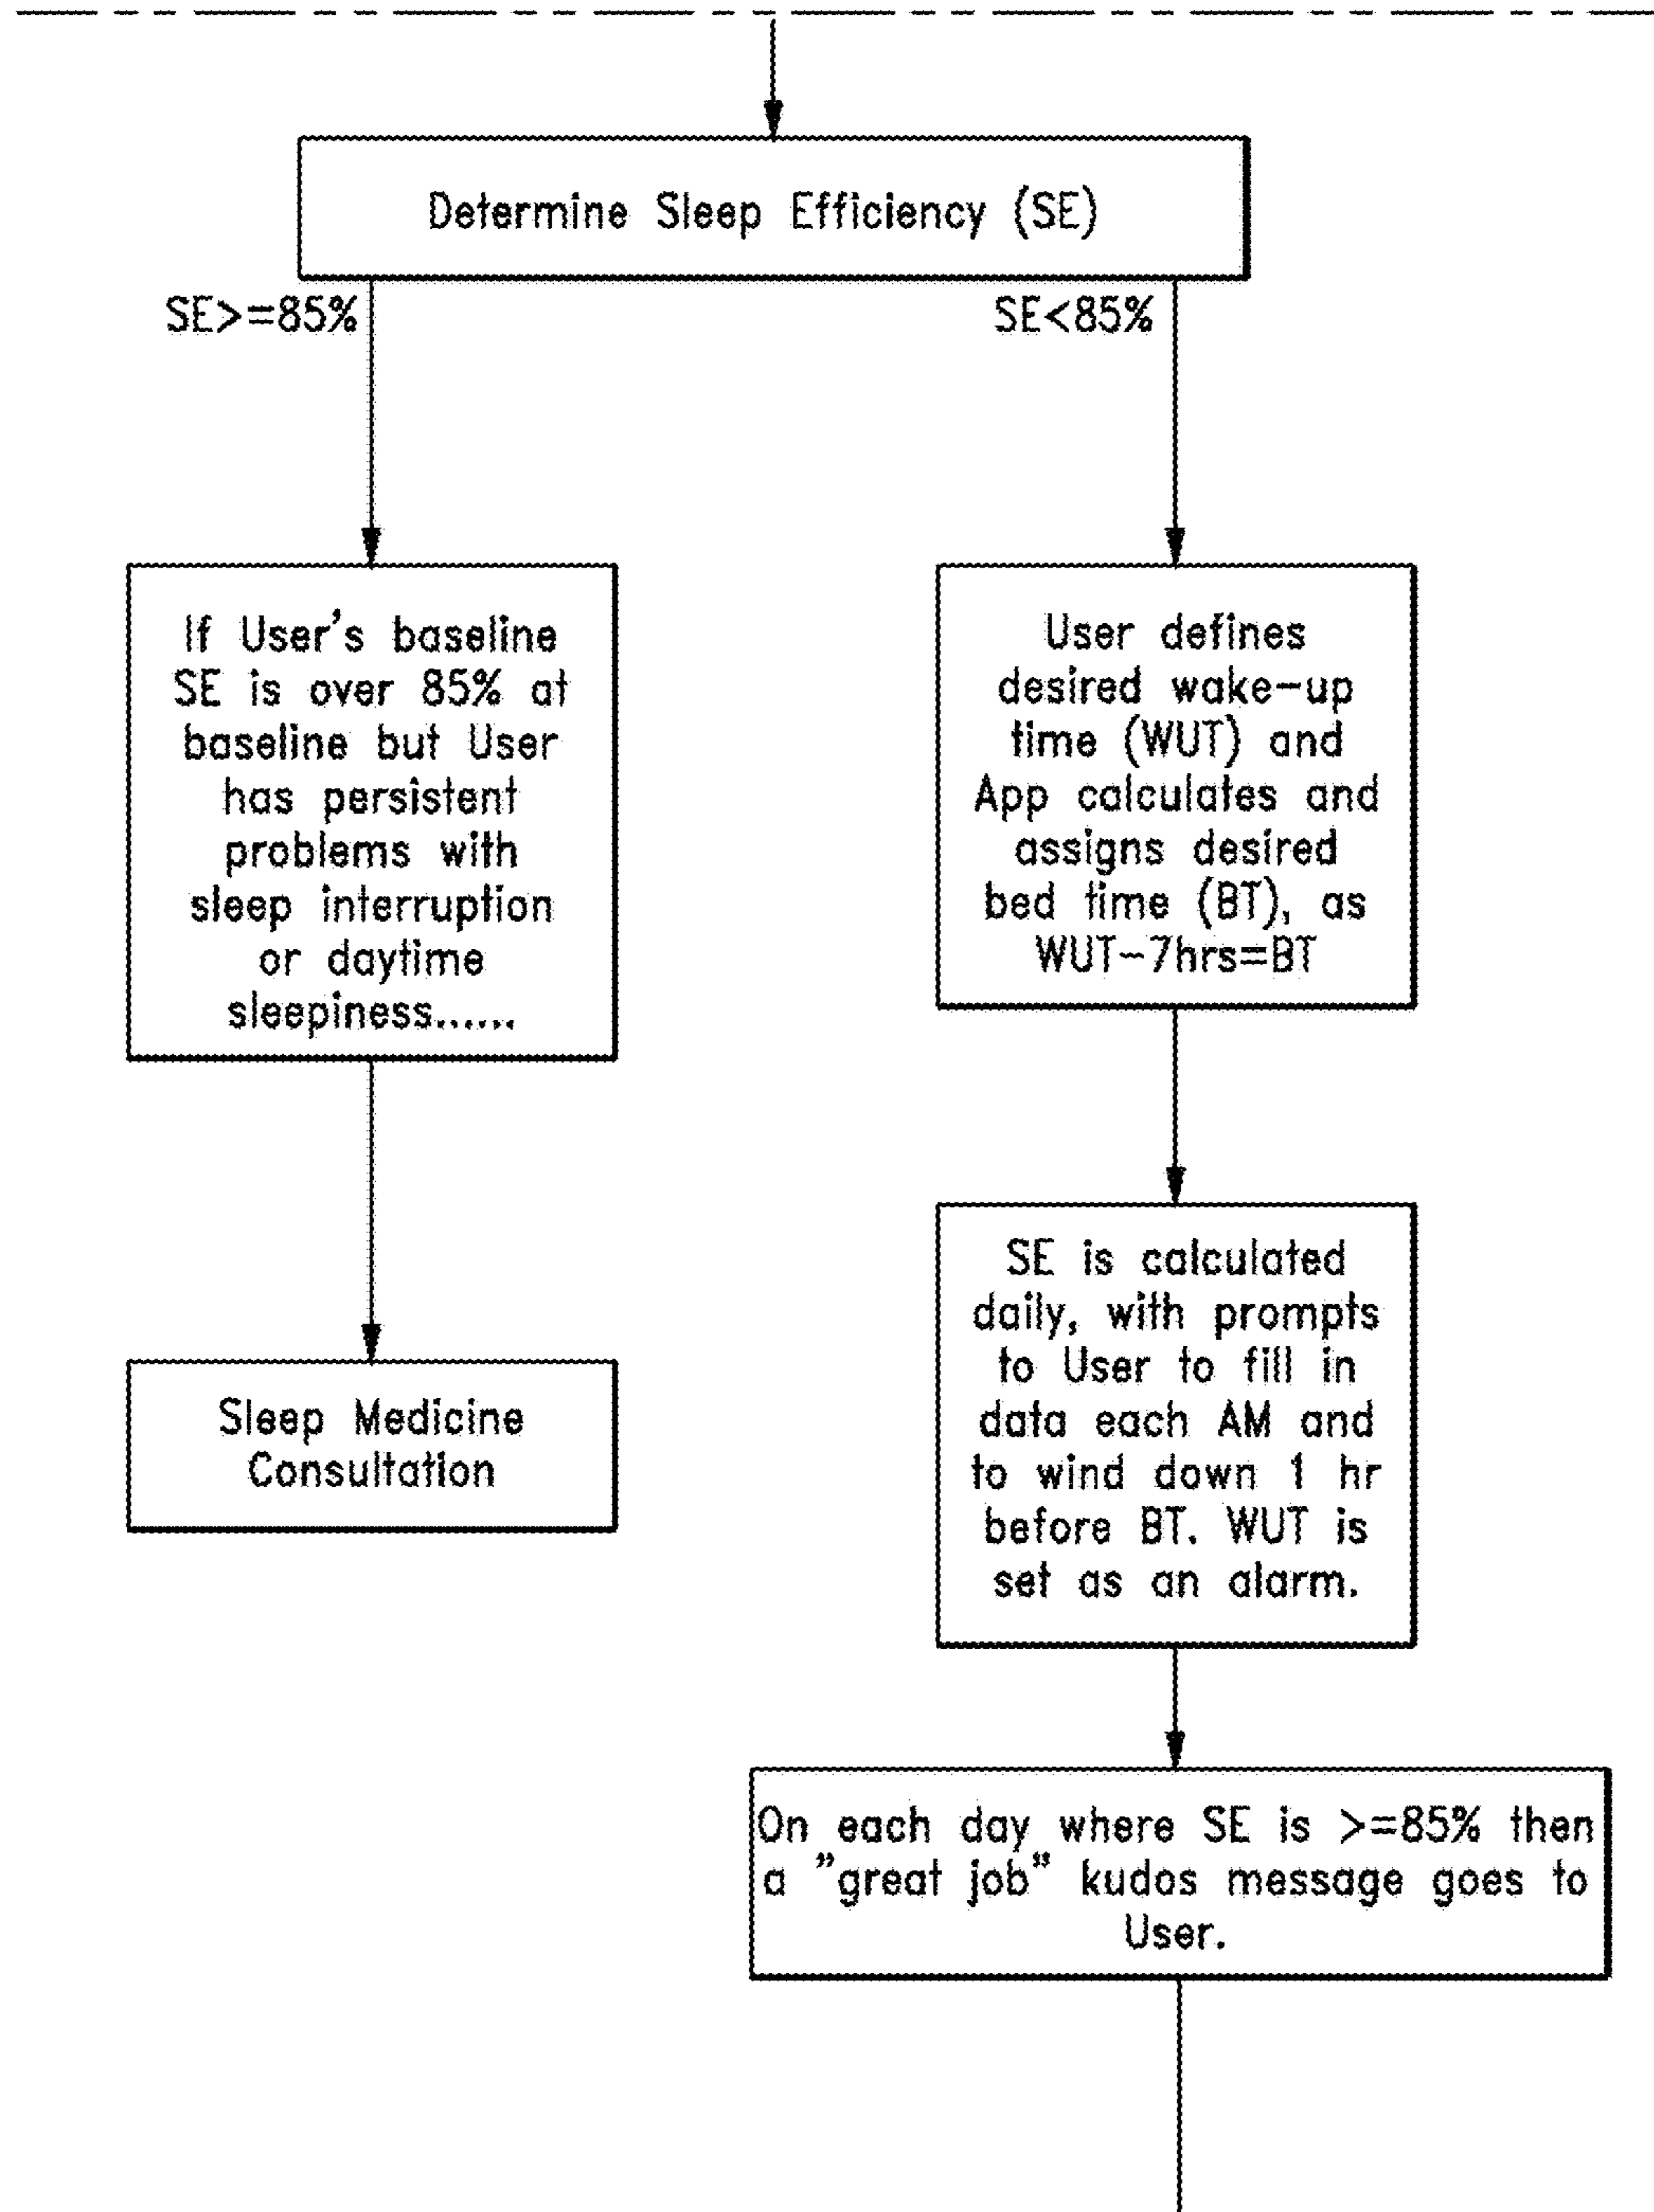 Determine Sleep Efficiency (SE)
SE>=85%
SE<85%
If User's baseline
SE is over 85% at
baseline but User
has persistent
problems with
sleep interruption
or daytime
sleepiness......
Sleep Medicine
Consultation
User defines
desired wake-up
time (WUT) and
App calculates and
assigns desired
bed time (BT), as
WUT-7hrs=BT
SE is calculated
daily, with prompts
to User to fill in
data each AM and
to wind down 1 hr
before BT. WUT is
set as an alarm.
On each day where SE is >=85% then
a "great job" kudos message goes to
User.